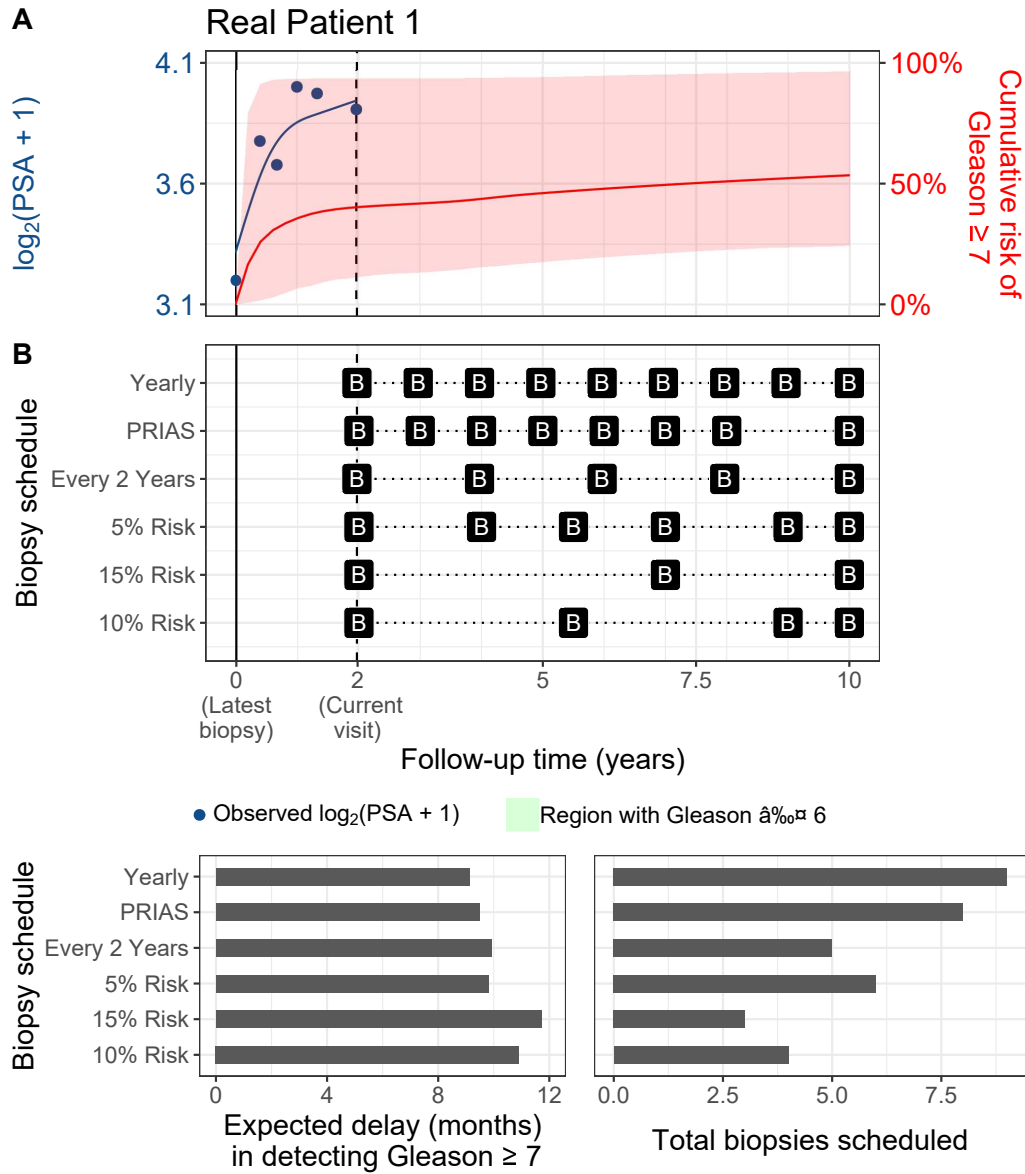 A
Real Patient 1
4.1
3.6
3.1
log₂(PSA + 1)
100%
50%
0%
Cumulative risk of
Gleason ≥ 7
B
Biopsy schedule
Yearly B B B B B B B B B
PRIAS B B B B B B B B
Every 2 Years B B B B B
5% Risk B B B B B B
15% Risk B B B
10% Risk B B B B
0 2 5 7.5 10
(Latest (Current
biopsy) visit)
Follow-up time (years)
Observed log₂(PSA + 1) Region with Gleason â‰¤ 6
Biopsy schedule
Yearly
PRIAS
Every 2 Years
5% Risk
15% Risk
10% Risk
0 4 8 12
Expected delay (months)
in detecting Gleason ≥ 7
0.0 2.5 5.0 7.5
Total biopsies scheduled